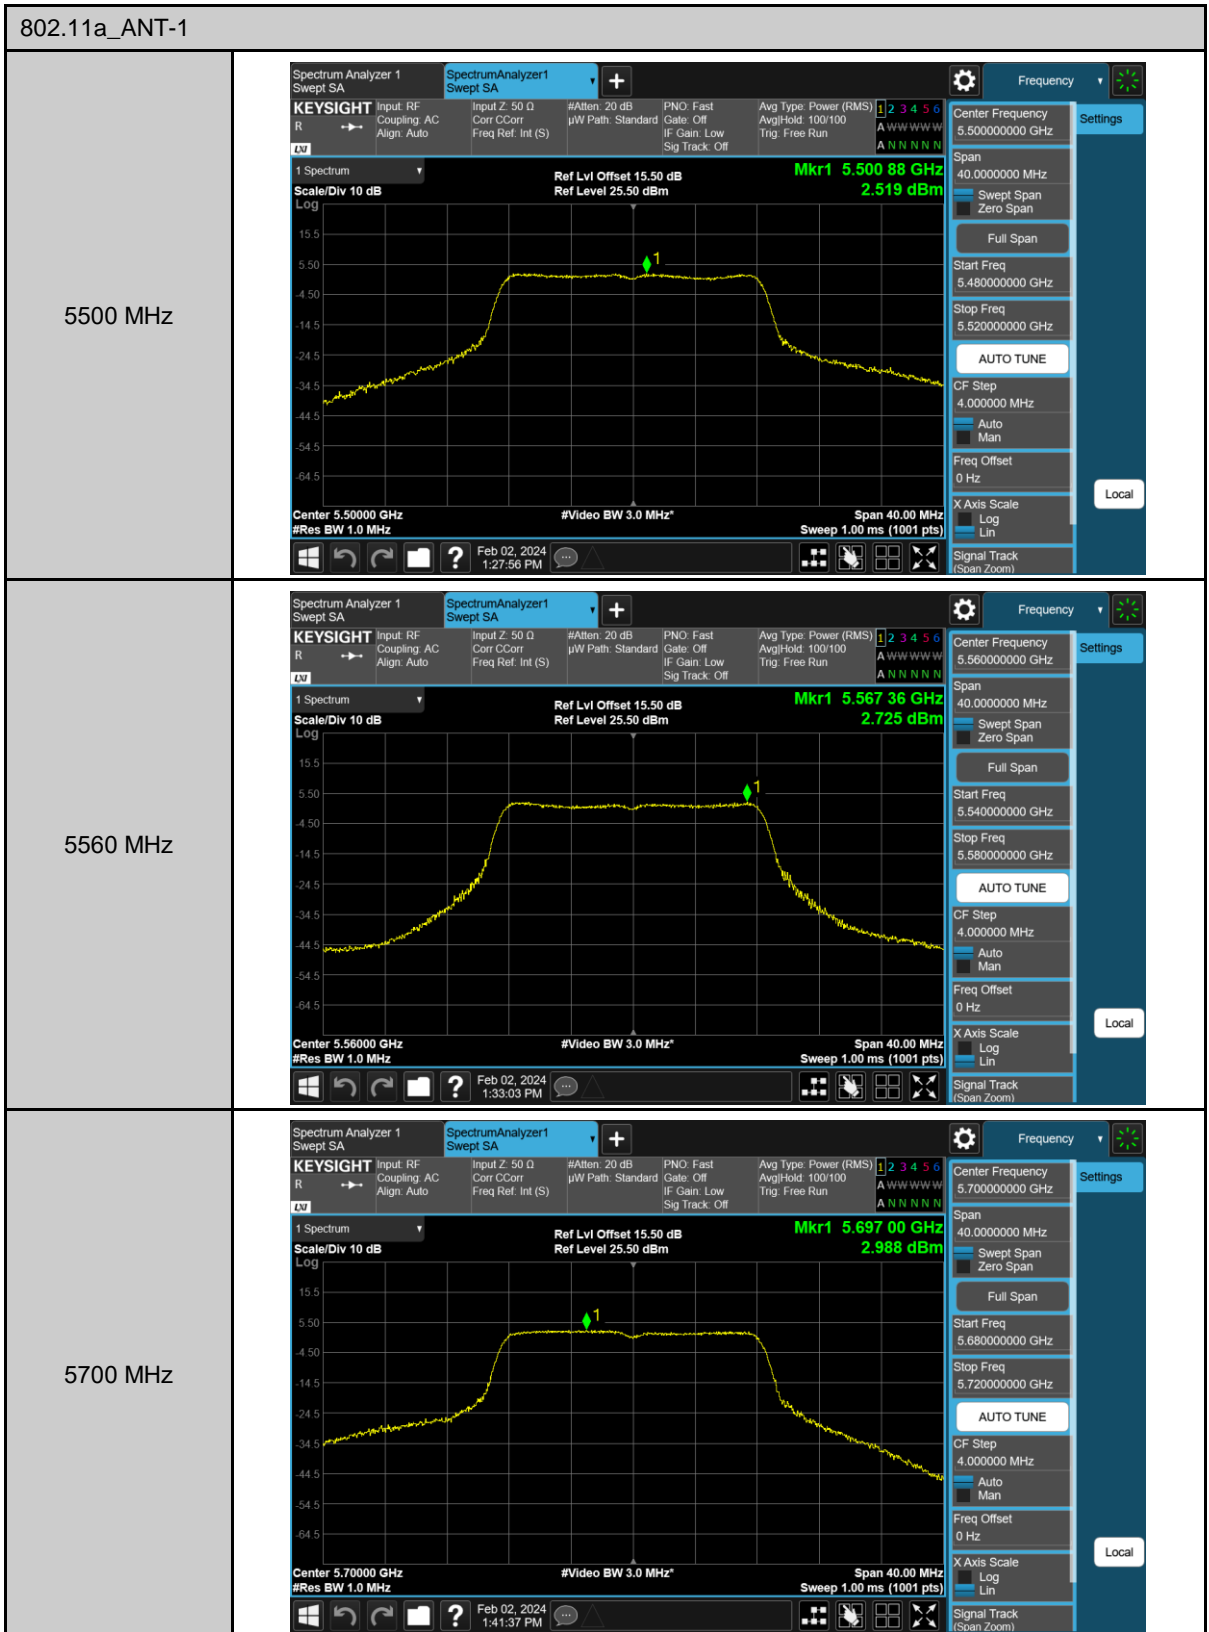 802.11a_ANT-1
5500 MHz
Spectrum Analyzer 1
Swept SA
SpectrumAnalyzer1
Swept SA
Frequency
KEYSIGHT
R
LXI
Input: RF
Coupling: AC
Align: Auto
Input Z: 50 Ω
Corr CCorr
Freq Ref: Int (S)
#Atten: 20 dB
µW Path: Standard
PNO: Fast
Gate: Off
IF Gain: Low
Sig Track: Off
Avg Type: Power (RMS)
Avg|Hold: 100/100
Trig: Free Run
1 2 3 4 5 6
A W W W W W
A N N N N N
1 Spectrum
Scale/Div 10 dB
Log
Ref Lvl Offset 15.50 dB
Ref Level 25.50 dBm
Mkr1 5.500 88 GHz
2.519 dBm
15.5
5.50
-4.50
-14.5
-24.5
-34.5
-44.5
-54.5
-64.5
1
Center 5.50000 GHz
#Res BW 1.0 MHz
#Video BW 3.0 MHz*
Span 40.00 MHz
Sweep 1.00 ms (1001 pts)
Feb 02, 2024
1:27:56 PM
Center Frequency
5.500000000 GHz
Settings
Span
40.0000000 MHz
Swept Span
Zero Span
Full Span
Start Freq
5.480000000 GHz
Stop Freq
5.520000000 GHz
AUTO TUNE
CF Step
4.000000 MHz
Auto
Man
Freq Offset
0 Hz
Local
X Axis Scale
Log
Lin
Signal Track
(Span Zoom)
5560 MHz
Spectrum Analyzer 1
Swept SA
SpectrumAnalyzer1
Swept SA
Frequency
KEYSIGHT
R
LXI
Input: RF
Coupling: AC
Align: Auto
Input Z: 50 Ω
Corr CCorr
Freq Ref: Int (S)
#Atten: 20 dB
µW Path: Standard
PNO: Fast
Gate: Off
IF Gain: Low
Sig Track: Off
Avg Type: Power (RMS)
Avg|Hold: 100/100
Trig: Free Run
1 2 3 4 5 6
A W W W W W
A N N N N N
1 Spectrum
Scale/Div 10 dB
Log
Ref Lvl Offset 15.50 dB
Ref Level 25.50 dBm
Mkr1 5.567 36 GHz
2.725 dBm
15.5
5.50
-4.50
-14.5
-24.5
-34.5
-44.5
-54.5
-64.5
1
Center 5.56000 GHz
#Res BW 1.0 MHz
#Video BW 3.0 MHz*
Span 40.00 MHz
Sweep 1.00 ms (1001 pts)
Feb 02, 2024
1:33:03 PM
Center Frequency
5.560000000 GHz
Settings
Span
40.0000000 MHz
Swept Span
Zero Span
Full Span
Start Freq
5.540000000 GHz
Stop Freq
5.580000000 GHz
AUTO TUNE
CF Step
4.000000 MHz
Auto
Man
Freq Offset
0 Hz
Local
X Axis Scale
Log
Lin
Signal Track
(Span Zoom)
5700 MHz
Spectrum Analyzer 1
Swept SA
SpectrumAnalyzer1
Swept SA
Frequency
KEYSIGHT
R
LXI
Input: RF
Coupling: AC
Align: Auto
Input Z: 50 Ω
Corr CCorr
Freq Ref: Int (S)
#Atten: 20 dB
µW Path: Standard
PNO: Fast
Gate: Off
IF Gain: Low
Sig Track: Off
Avg Type: Power (RMS)
Avg|Hold: 100/100
Trig: Free Run
1 2 3 4 5 6
A W W W W W
A N N N N N
1 Spectrum
Scale/Div 10 dB
Log
Ref Lvl Offset 15.50 dB
Ref Level 25.50 dBm
Mkr1 5.697 00 GHz
2.988 dBm
15.5
5.50
-4.50
-14.5
-24.5
-34.5
-44.5
-54.5
-64.5
1
Center 5.70000 GHz
#Res BW 1.0 MHz
#Video BW 3.0 MHz*
Span 40.00 MHz
Sweep 1.00 ms (1001 pts)
Feb 02, 2024
1:41:37 PM
Center Frequency
5.700000000 GHz
Settings
Span
40.0000000 MHz
Swept Span
Zero Span
Full Span
Start Freq
5.680000000 GHz
Stop Freq
5.720000000 GHz
AUTO TUNE
CF Step
4.000000 MHz
Auto
Man
Freq Offset
0 Hz
Local
X Axis Scale
Log
Lin
Signal Track
(Span Zoom)